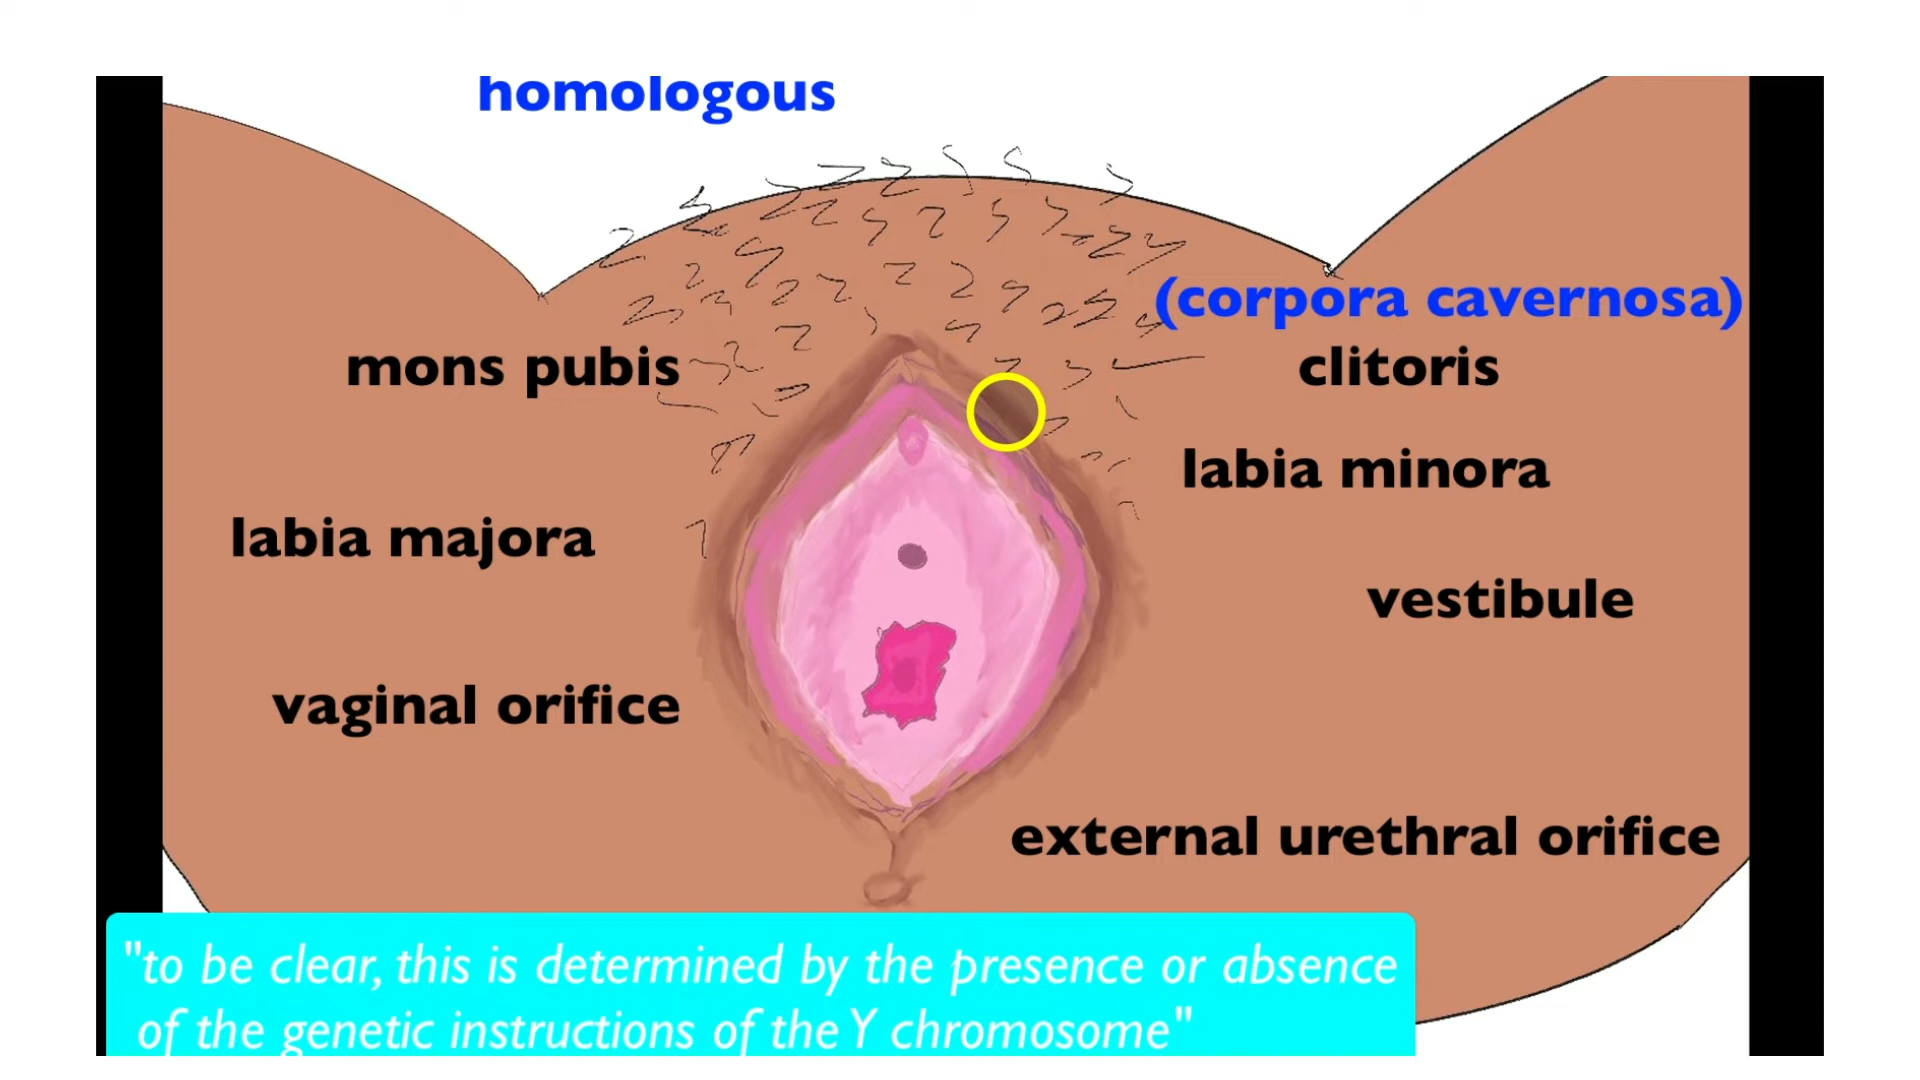 homologous
(corpora cavernosa)
mons pubis
clitoris
labia minora
labia majora
vestibule
vaginal orifice
external urethral orifice
"to be clear, this is determined by the presence or absence
of the genetic instructions of the Y chromosome"